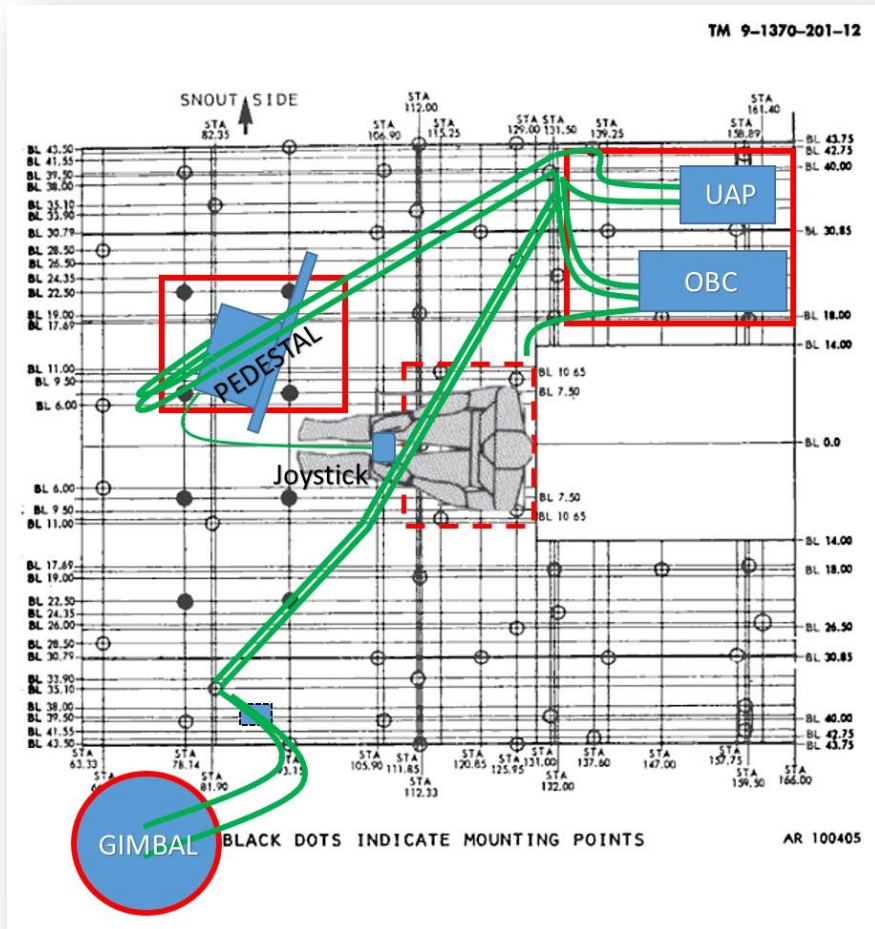 TM 9-1370-201-12
SNOUT SIDE
STA 82.35
STA 106.90
STA 112.00
STA 115.25
STA 129.00
STA 131.50
STA 139.25
STA 158.89
STA 161.40
BL 43.50
BL 41.55
BL 39.50
BL 38.00
BL 35.10
BL 33.90
BL 30.79
BL 28.50
BL 26.50
BL 24.35
BL 22.50
BL 19.00
BL 17.69
BL 11.00
BL 9 50
BL 6.00
BL 6.00
BL 9 50
BL 11.00
BL 17.69
BL 19.00
BL 22.50
BL 24.35
BL 26.00
BL 28.50
BL 30.79
BL 33.90
BL 35.10
BL 38.00
BL 39.50
BL 41.55
BL 43.50
BL 43.75
BL 42.75
BL 40.00
BL 30.85
BL 18.00
BL 14.00
BL 10 65
BL 7.50
BL 0.0
BL 7.50
BL 10 65
BL 14.00
BL 18.00
BL 26.50
BL 30.85
BL 40.00
BL 42.75
BL 43.75
UAP
OBC
PEDESTAL
Joystick
GIMBAL
STA 63.33
STA 78.14
STA 81.90
STA 105.90
STA 111.85
STA 112.33
STA 120.85
STA 125.95
STA 131.00
STA 132.00
STA 137.60
STA 147.00
STA 157.75
STA 159.50
STA 166.00
BLACK DOTS INDICATE MOUNTING POINTS
AR 100405